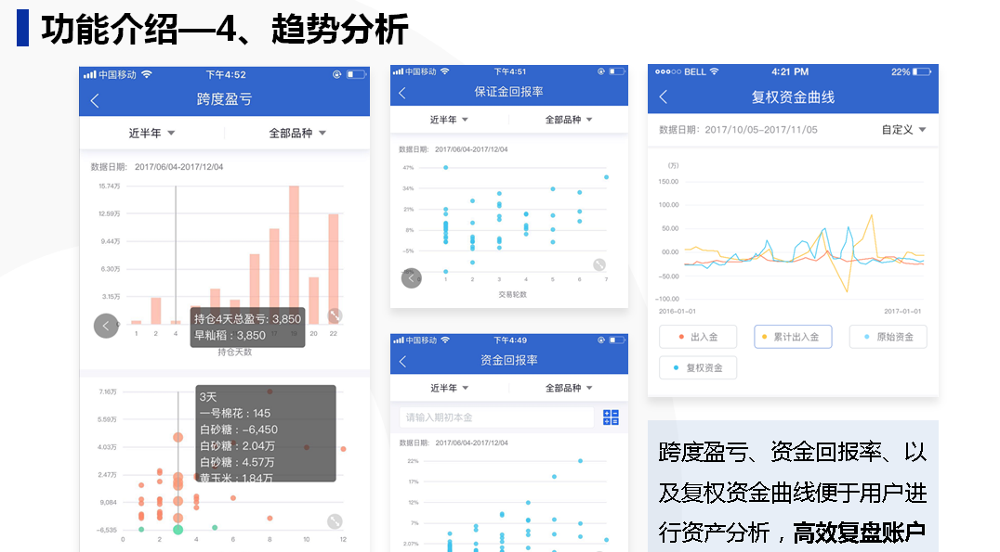 功能介绍—4、趋势分析
中国移动
下午4:52
跨度盈亏
近半年
全部品种
数据日期: 2017/06/04-2017/12/04
15.74万
12.59万
9.44万
6.30万
3.15万
0
1 2 4 17 19 20 22
持仓4天总盈亏: 3,850
早籼稻: 3,850
持仓天数
7.16万
5.59万
4.03万
2.47万
9,084
-6,535
0 2 4 6 8 10 12
3天
一号棉花: 145
白砂糖: -6,450
白砂糖: 2.04万
白砂糖: 4.57万
黄玉米: 1.84万
中国移动
下午4:51
保证金回报率
近半年
全部品种
数据日期: 2017/06/04-2017/12/04
47%
34%
21%
8%
-5%
1 2 3 4 5 6 7
交易轮数
中国移动
下午4:49
资金回报率
近半年
全部品种
请输入期初本金
数据日期: 2017/06/04-2017/12/04
22%
17%
12%
7%
2.07%
BELL
4:21 PM
22%
复权资金曲线
数据日期: 2017/10/05-2017/11/05
自定义
(万)
150.00
100.00
50.00
00.00
-50.00
-100.00
2016-01-01
2017-01-01
出入金
累计出入金
原始资金
复权资金
跨度盈亏、资金回报率、以
及复权资金曲线便于用户进
行资产分析，高效复盘账户